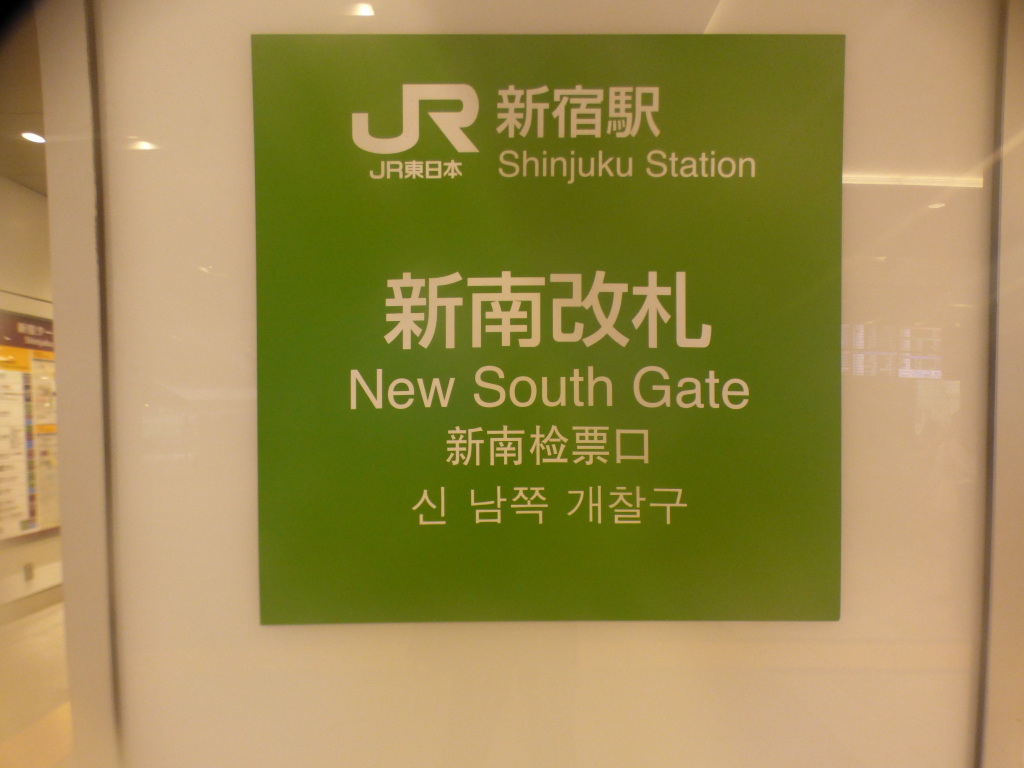 JR 新宿駅
JR東日本 Shinjuku Station
新南改札
New South Gate
新南检票口
신 남쪽 개찰구